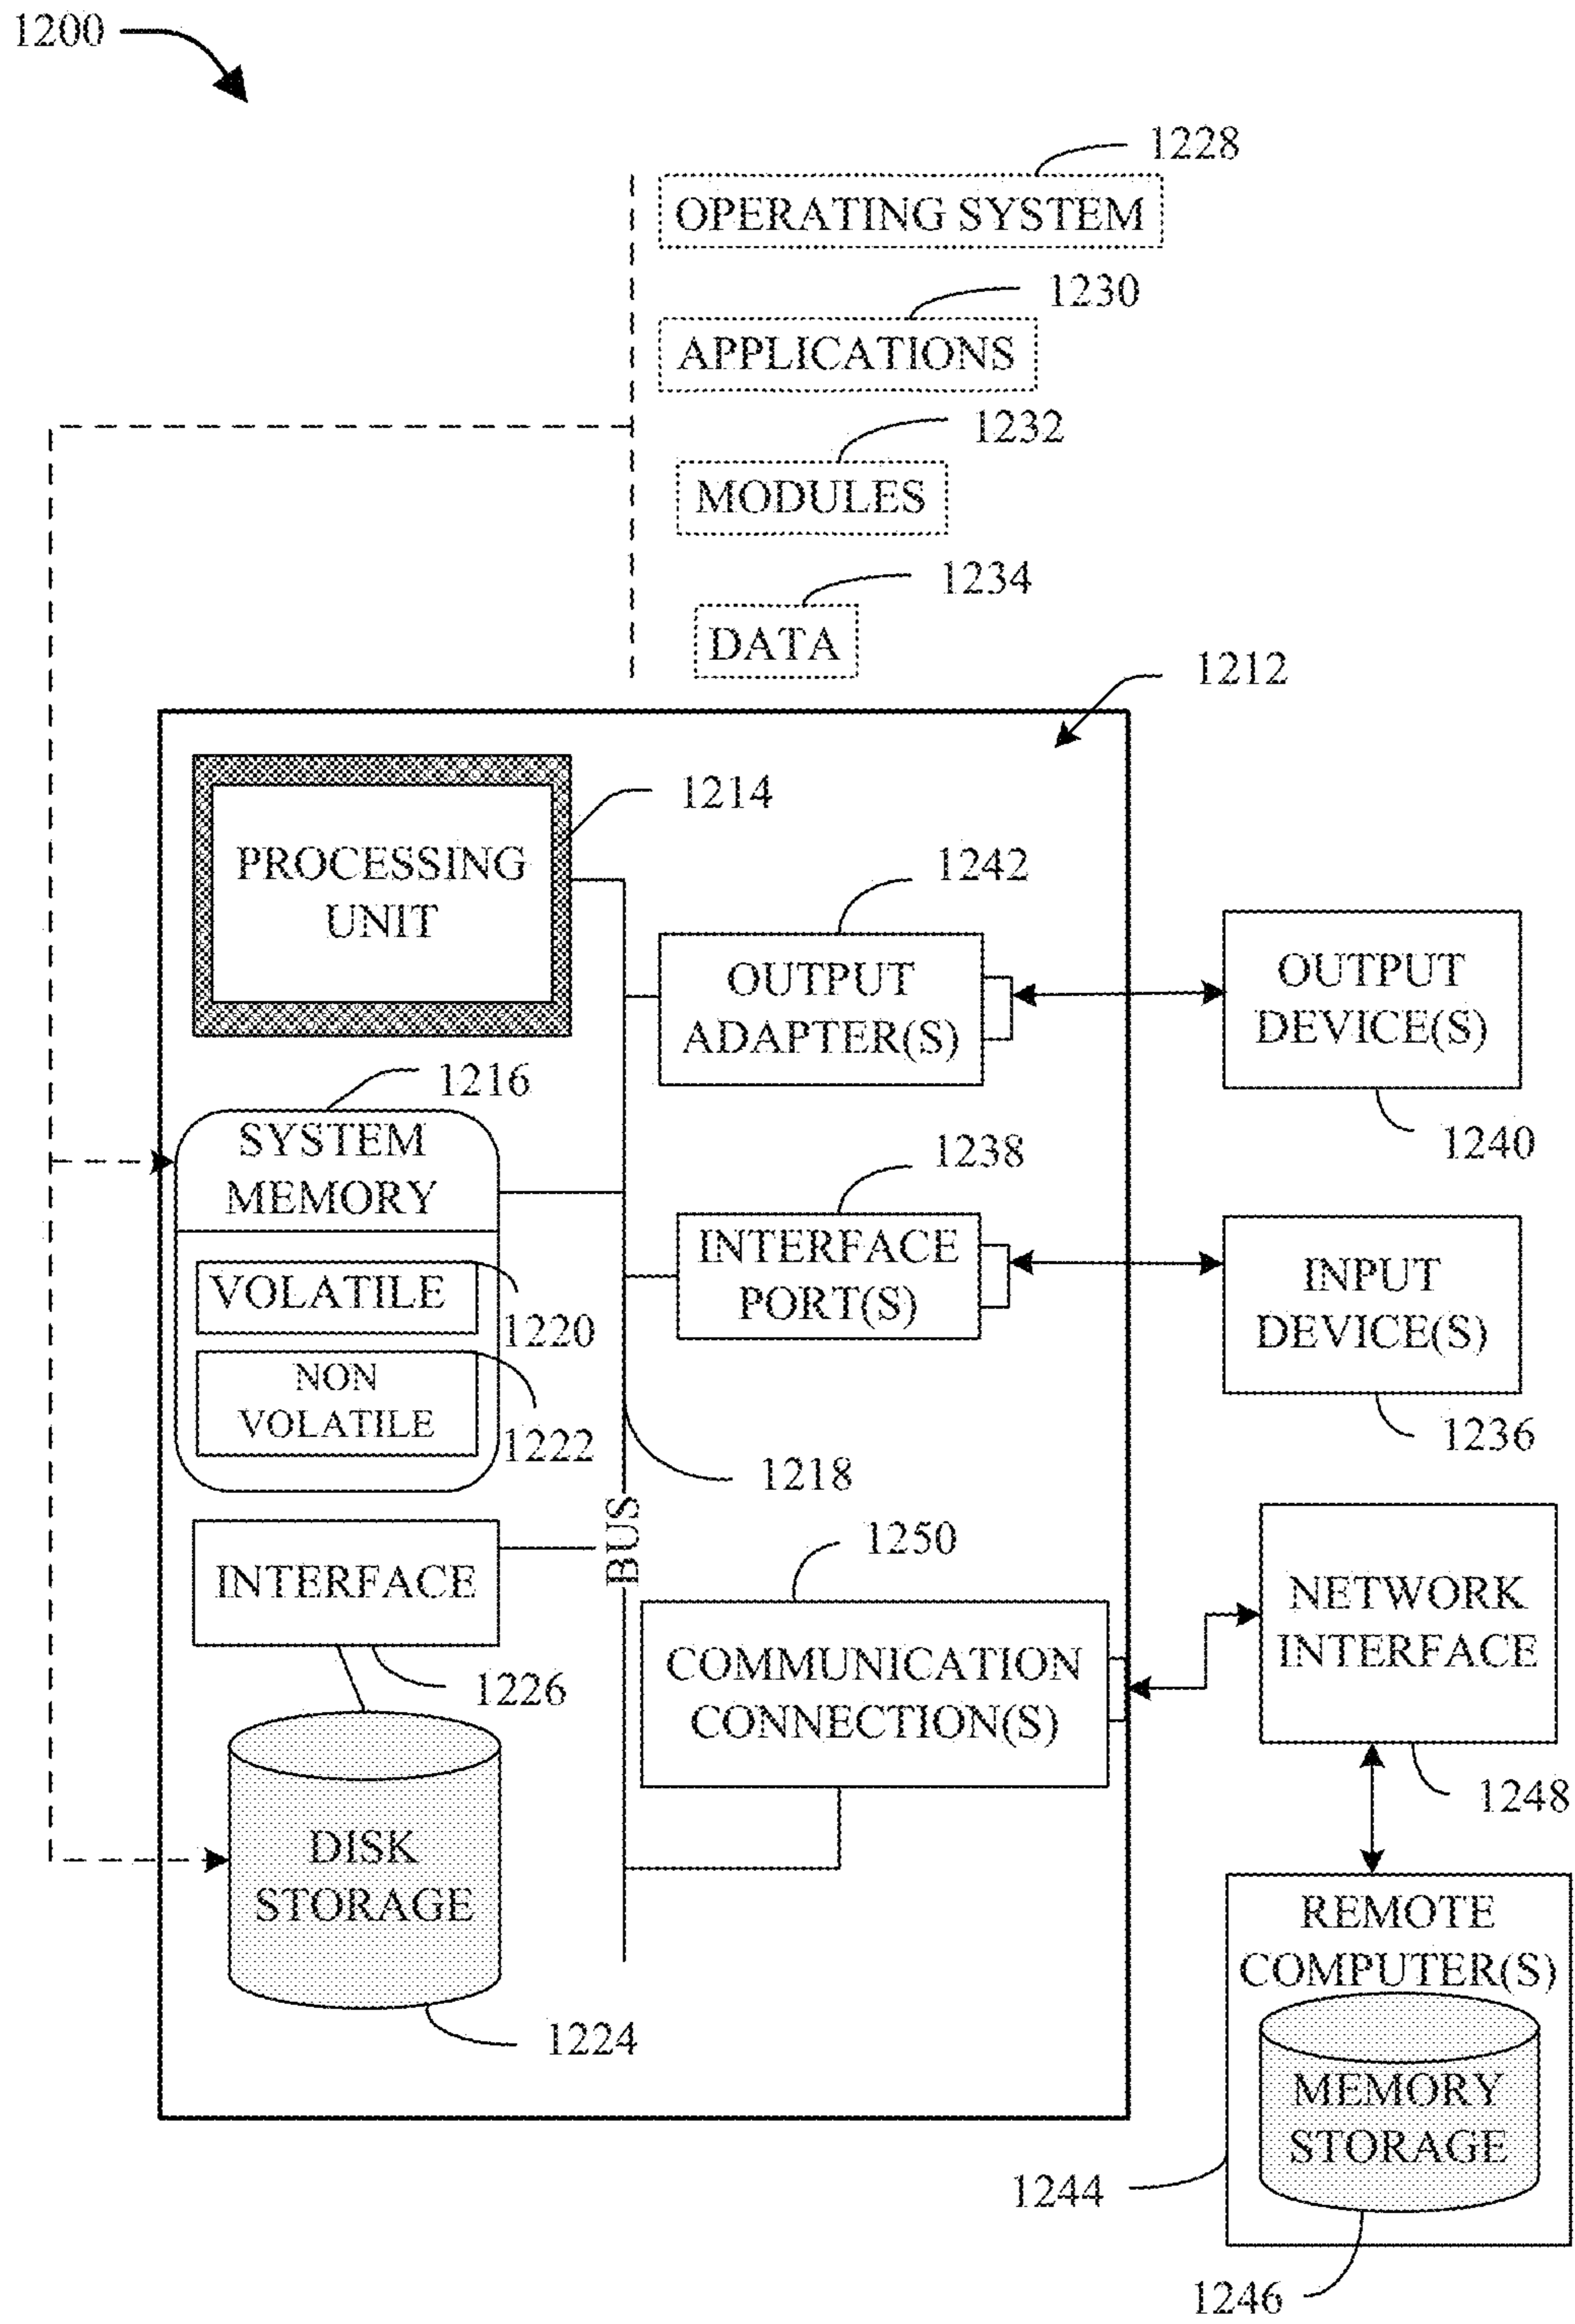 1200
1228
OPERATING SYSTEM
1230
APPLICATIONS
1232
MODULES
1234
DATA
1212
1214
PROCESSING
UNIT
1242
OUTPUT
ADAPTER(S)
OUTPUT
DEVICE(S)
1240
1216
SYSTEM
MEMORY
1238
INTERFACE
PORT(S)
INPUT
DEVICE(S)
1236
VOLATILE
1220
NON
VOLATILE
1222
1218
BUS
INTERFACE
1226
1250
COMMUNICATION
CONNECTION(S)
NETWORK
INTERFACE
1248
DISK
STORAGE
1224
REMOTE
COMPUTER(S)
MEMORY
STORAGE
1244
1246